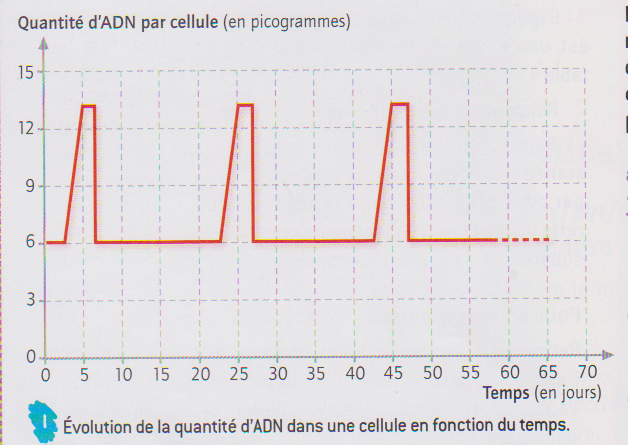 Quantité d'ADN par cellule (en picogrammes)
15
12
9
6
3
0
0 5 10 15 20 25 30 35 40 45 50 55 60 65 70
Temps (en jours)
1 Évolution de la quantité d'ADN dans une cellule en fonction du temps.